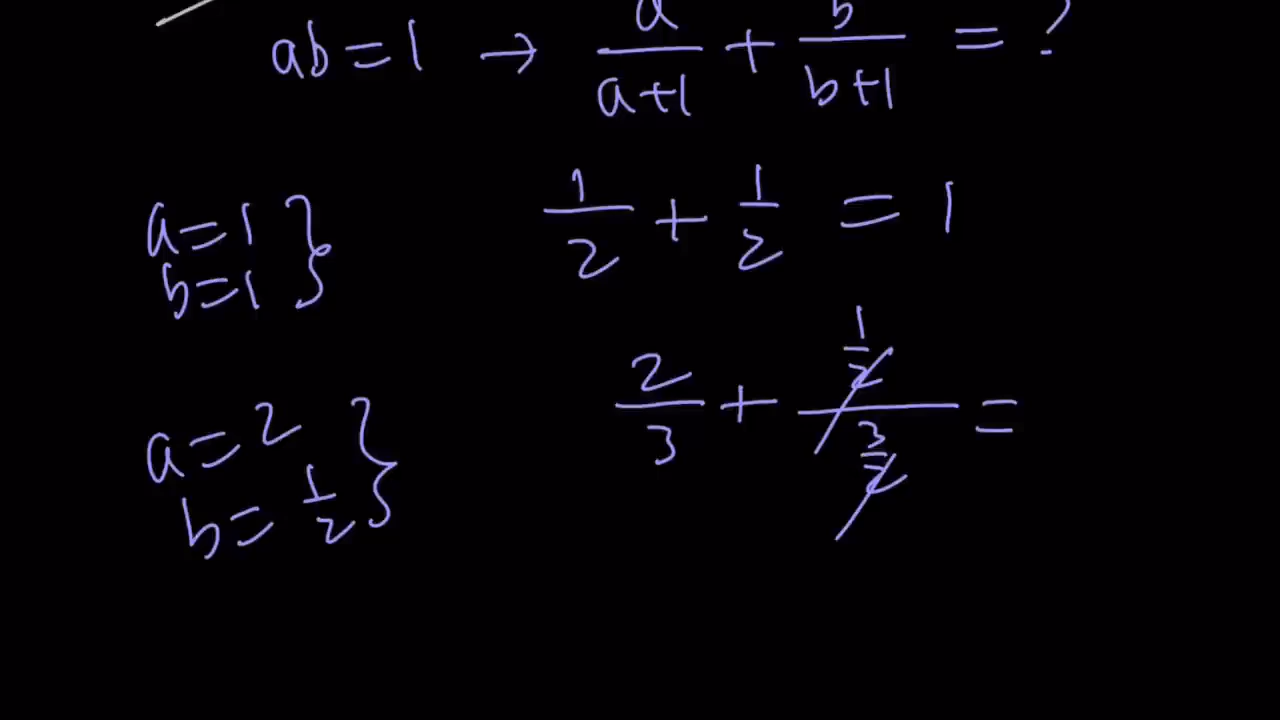 ab = 1 → a/(a+1) + b/(b+1) = ?
a = 1
b = 1 } 1/2 + 1/2 = 1
a = 2
b = 1/2 } 2/3 + (1/2)/(3/2) =